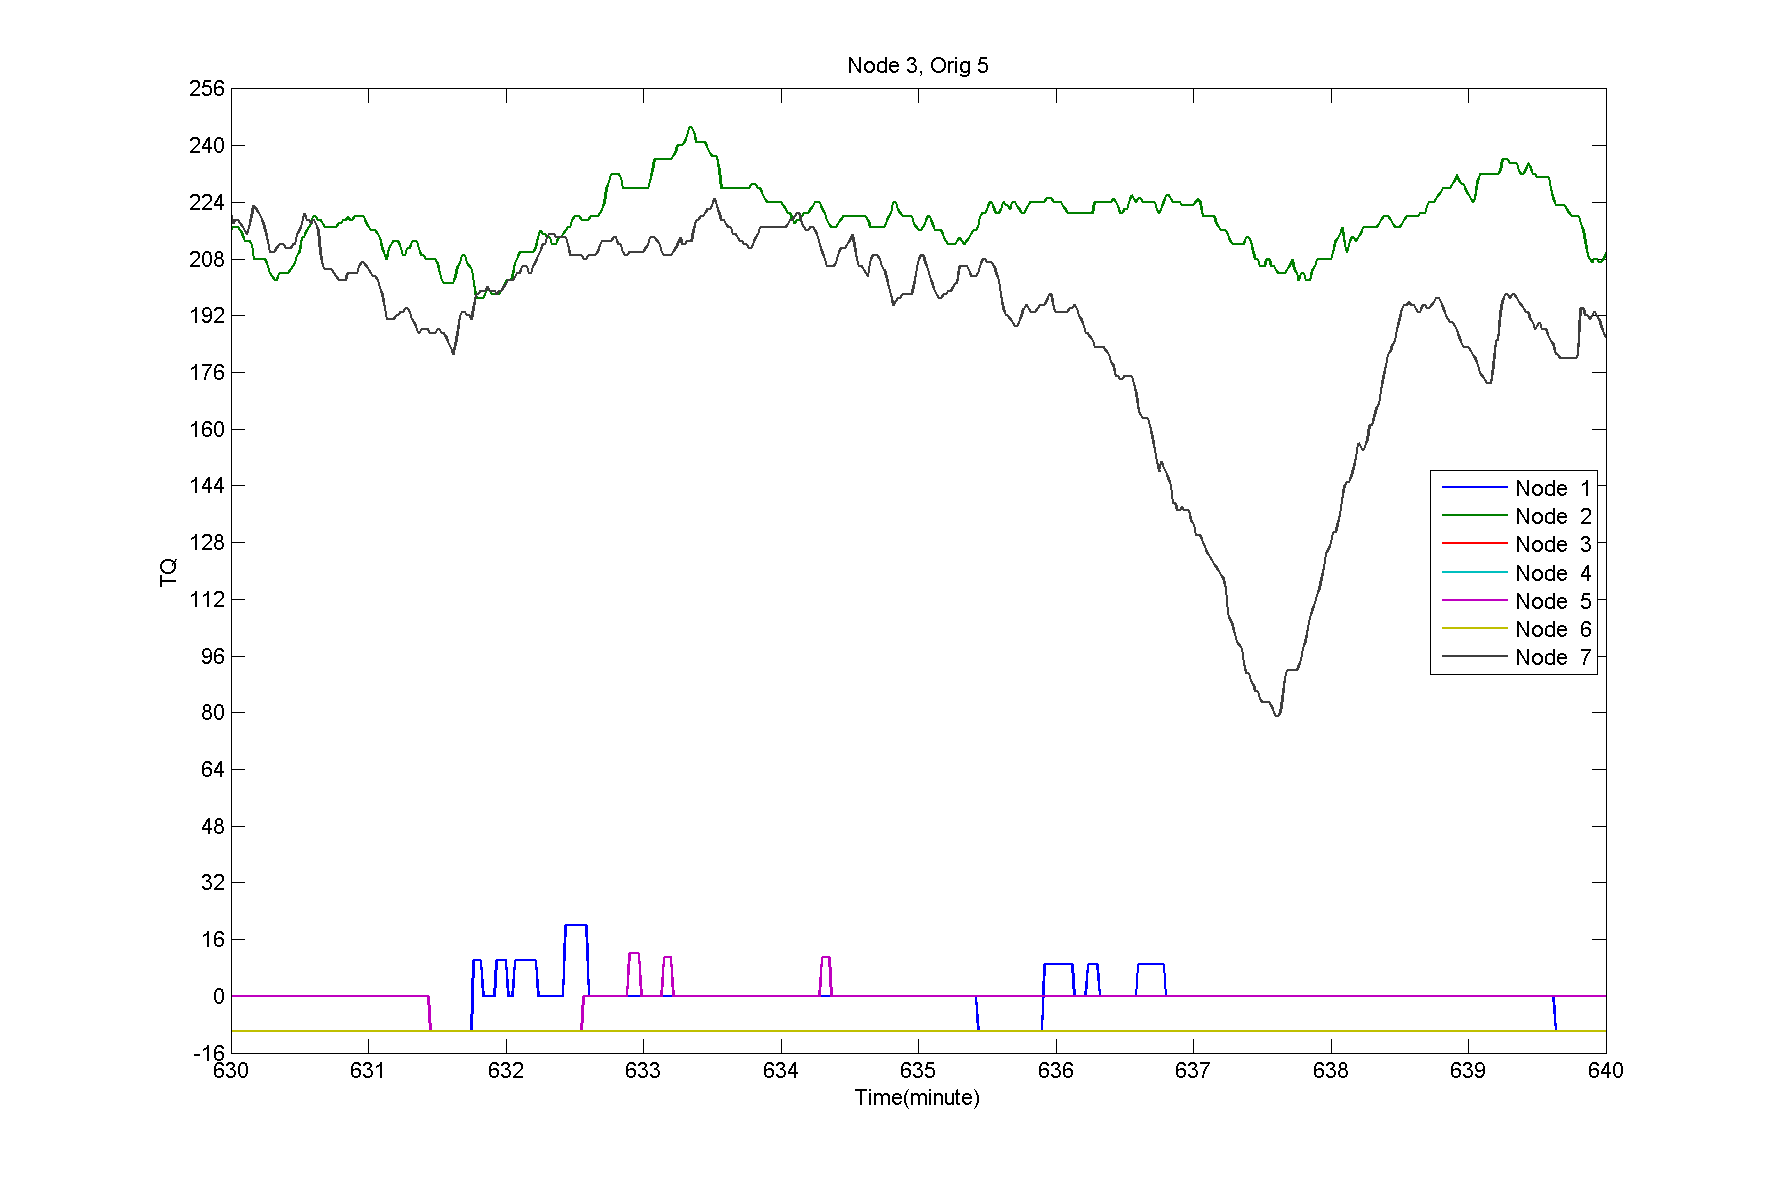 Node 3, Orig 5
256
240
224
208
192
176
160
144
128
112
96
80
64
48
32
16
0
-16
TQ
Node 1
Node 2
Node 3
Node 4
Node 5
Node 6
Node 7
630 631 632 633 634 635 636 637 638 639 640
Time(minute)